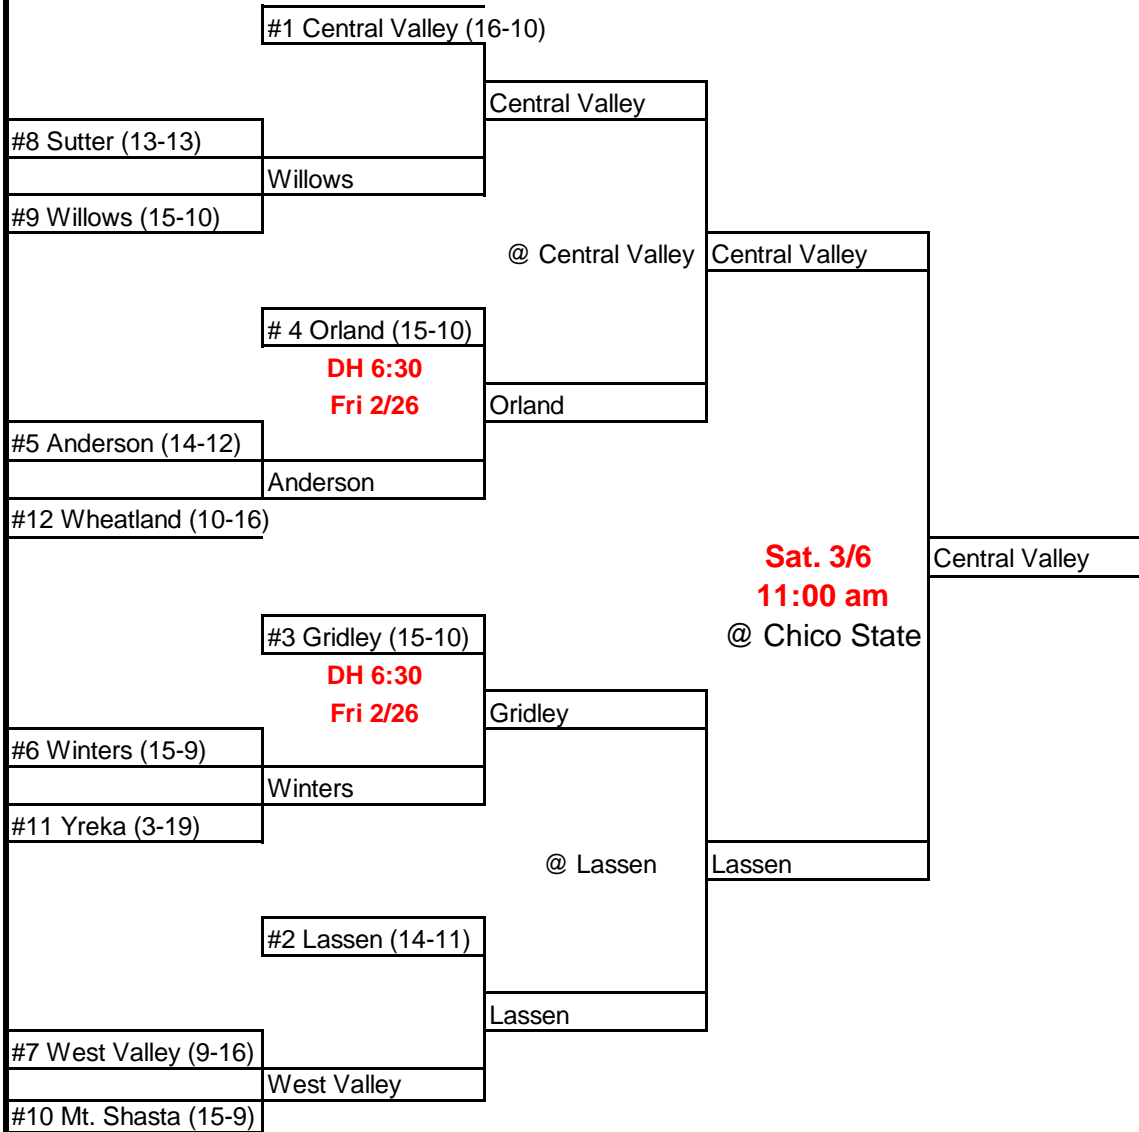 #1 Central Valley (16-10)
Central Valley
#8 Sutter (13-13)
Willows
#9 Willows (15-10)
@ Central Valley
Central Valley
# 4 Orland (15-10)
DH 6:30
Fri 2/26
Orland
#5 Anderson (14-12)
Anderson
#12 Wheatland (10-16)
Sat. 3/6
11:00 am
@ Chico State
Central Valley
#3 Gridley (15-10)
DH 6:30
Fri 2/26
Gridley
#6 Winters (15-9)
Winters
#11 Yreka (3-19)
@ Lassen
Lassen
#2 Lassen (14-11)
Lassen
#7 West Valley (9-16)
West Valley
#10 Mt. Shasta (15-9)